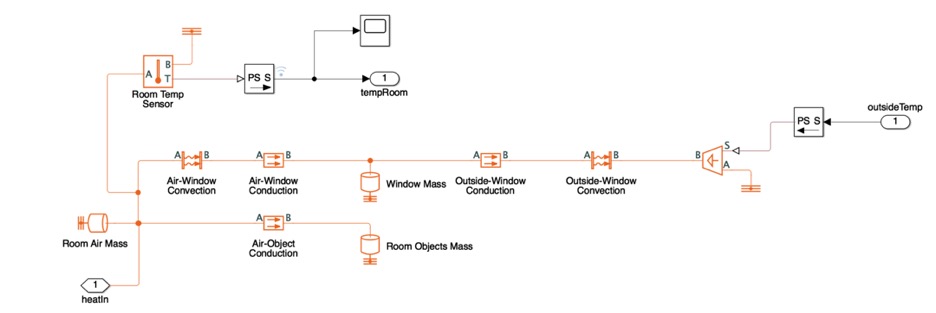 B
A
T
Room Temp
Sensor
PS S
1
tempRoom
outsideTemp
PS S
1
A
B
Air-Window
Convection
A
B
Air-Window
Conduction
Window Mass
A
B
Outside-Window
Conduction
A
B
Outside-Window
Convection
B
S
A
Room Air Mass
A
B
Air-Object
Conduction
Room Objects Mass
1
heatIn